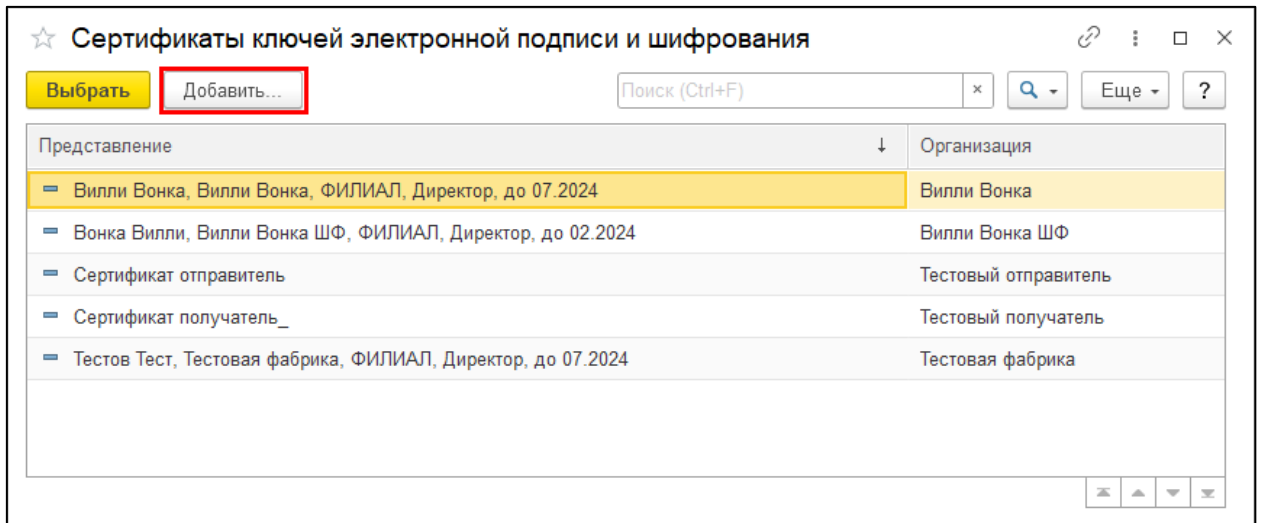 Сертификаты ключей электронной подписи и шифрования
Выбрать Добавить... Поиск (Ctrl+F) × Еще ?
Представление ↓ Организация
Вилли Вонка, Вилли Вонка, ФИЛИАЛ, Директор, до 07.2024 Вилли Вонка
Вонка Вилли, Вилли Вонка ШФ, ФИЛИАЛ, Директор, до 02.2024 Вилли Вонка ШФ
Сертификат отправитель Тестовый отправитель
Сертификат получатель_ Тестовый получатель
Тестов Тест, Тестовая фабрика, ФИЛИАЛ, Директор, до 07.2024 Тестовая фабрика